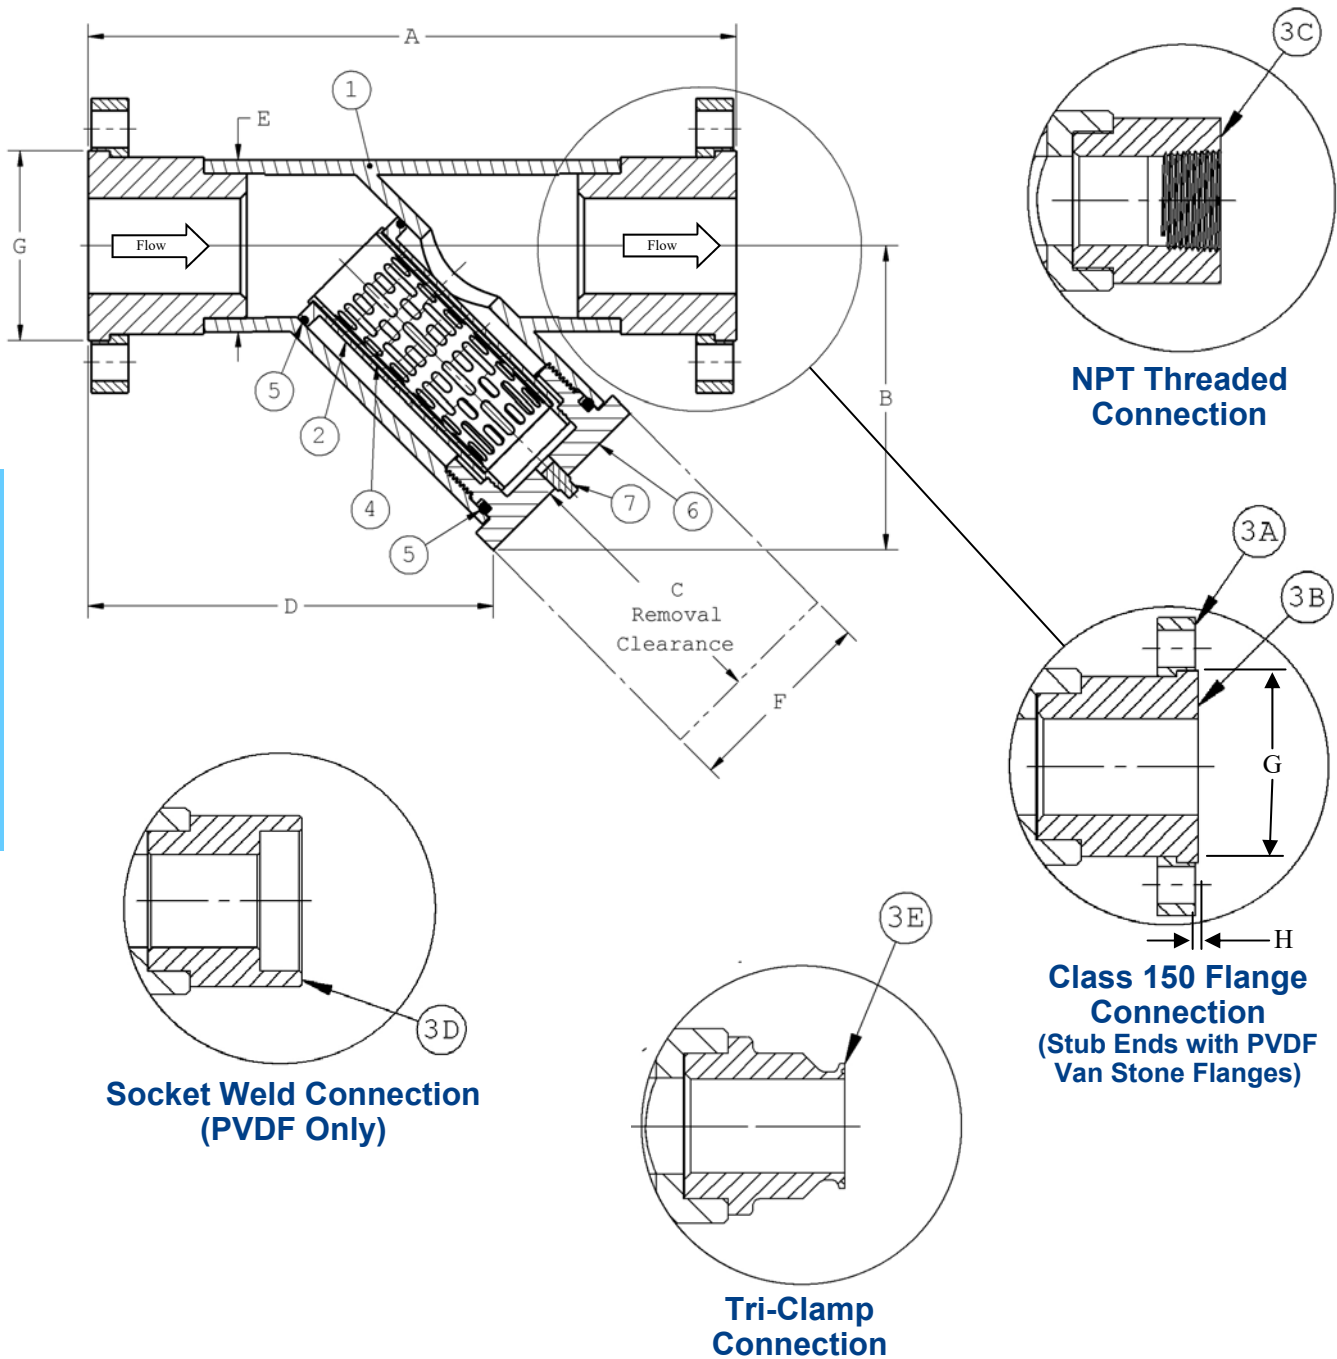 A
3C
1
E
G
Flow
Flow
NPT Threaded
Connection
B
5
2
4
7
6
5
3A
D
C
Removal
Clearance
3B
F
G
H
Class 150 Flange
Connection
(Stub Ends with PVDF
Van Stone Flanges)
3D
Socket Weld Connection
(PVDF Only)
3E
Tri-Clamp
Connection